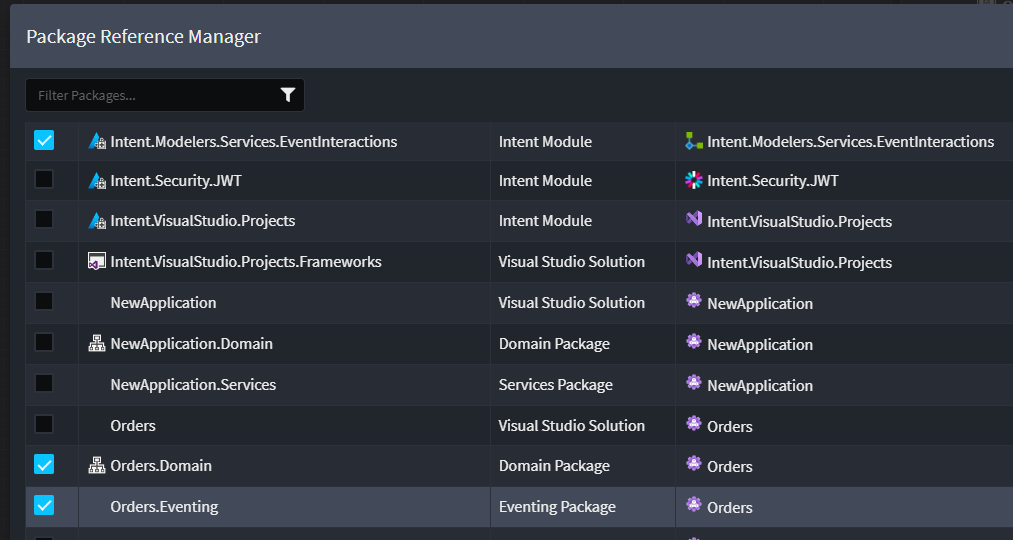 Package Reference Manager
Filter Packages...
Intent.Modelers.Services.EventInteractions Intent Module Intent.Modelers.Services.EventInteractions
Intent.Security.JWT Intent Module Intent.Security.JWT
Intent.VisualStudio.Projects Intent Module Intent.VisualStudio.Projects
Intent.VisualStudio.Projects.Frameworks Visual Studio Solution Intent.VisualStudio.Projects
NewApplication Visual Studio Solution NewApplication
NewApplication.Domain Domain Package NewApplication
NewApplication.Services Services Package NewApplication
Orders Visual Studio Solution Orders
Orders.Domain Domain Package Orders
Orders.Eventing Eventing Package Orders